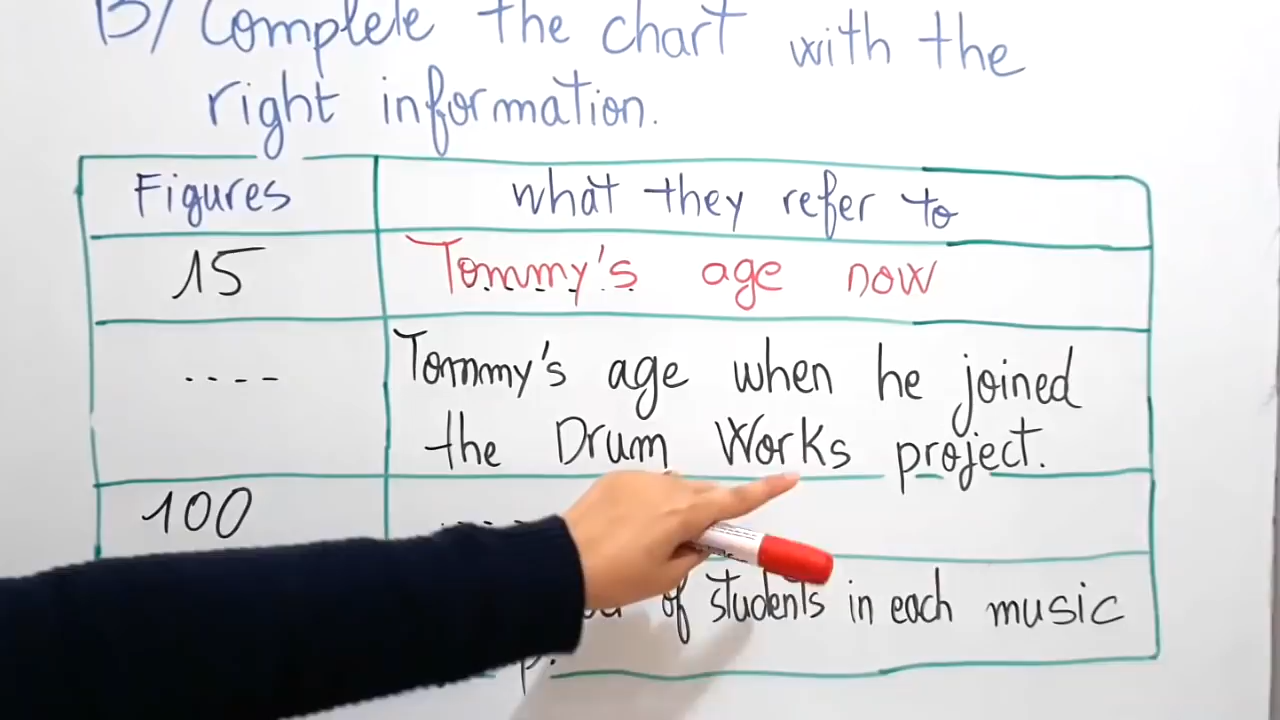 B/ Complete the chart with the
right information.
Figures what they refer to
15 Tommy's age now
.... Tommy's age when he joined
the Drum Works project.
100 ....
of students in each music